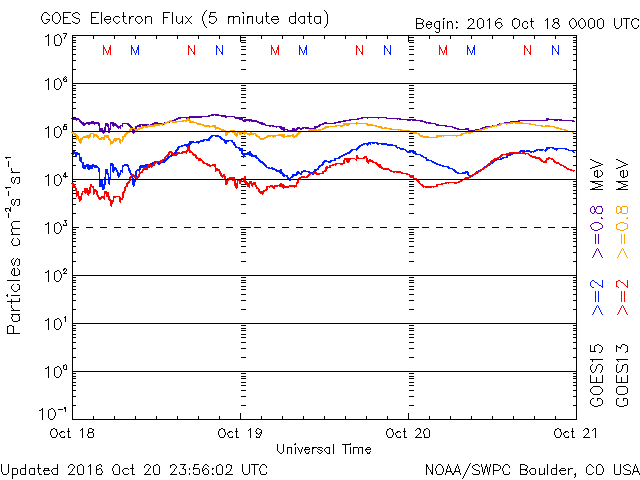 GOES Electron Flux (5 minute data)
Begin: 2016 Oct 18 0000 UTC
10⁷
M M N N M M N N M M N N
10⁶
10⁵
10⁴
10³
10²
10¹
10⁰
10⁻¹
Particles cm⁻²s⁻¹sr⁻¹
Oct 18 Oct 19 Oct 20 Oct 21
Universal Time
GOES15 >=2 >=0.8 MeV
GOES13 >=2 >=0.8 MeV
Updated 2016 Oct 20 23:56:02 UTC
NOAA/SWPC Boulder, CO USA